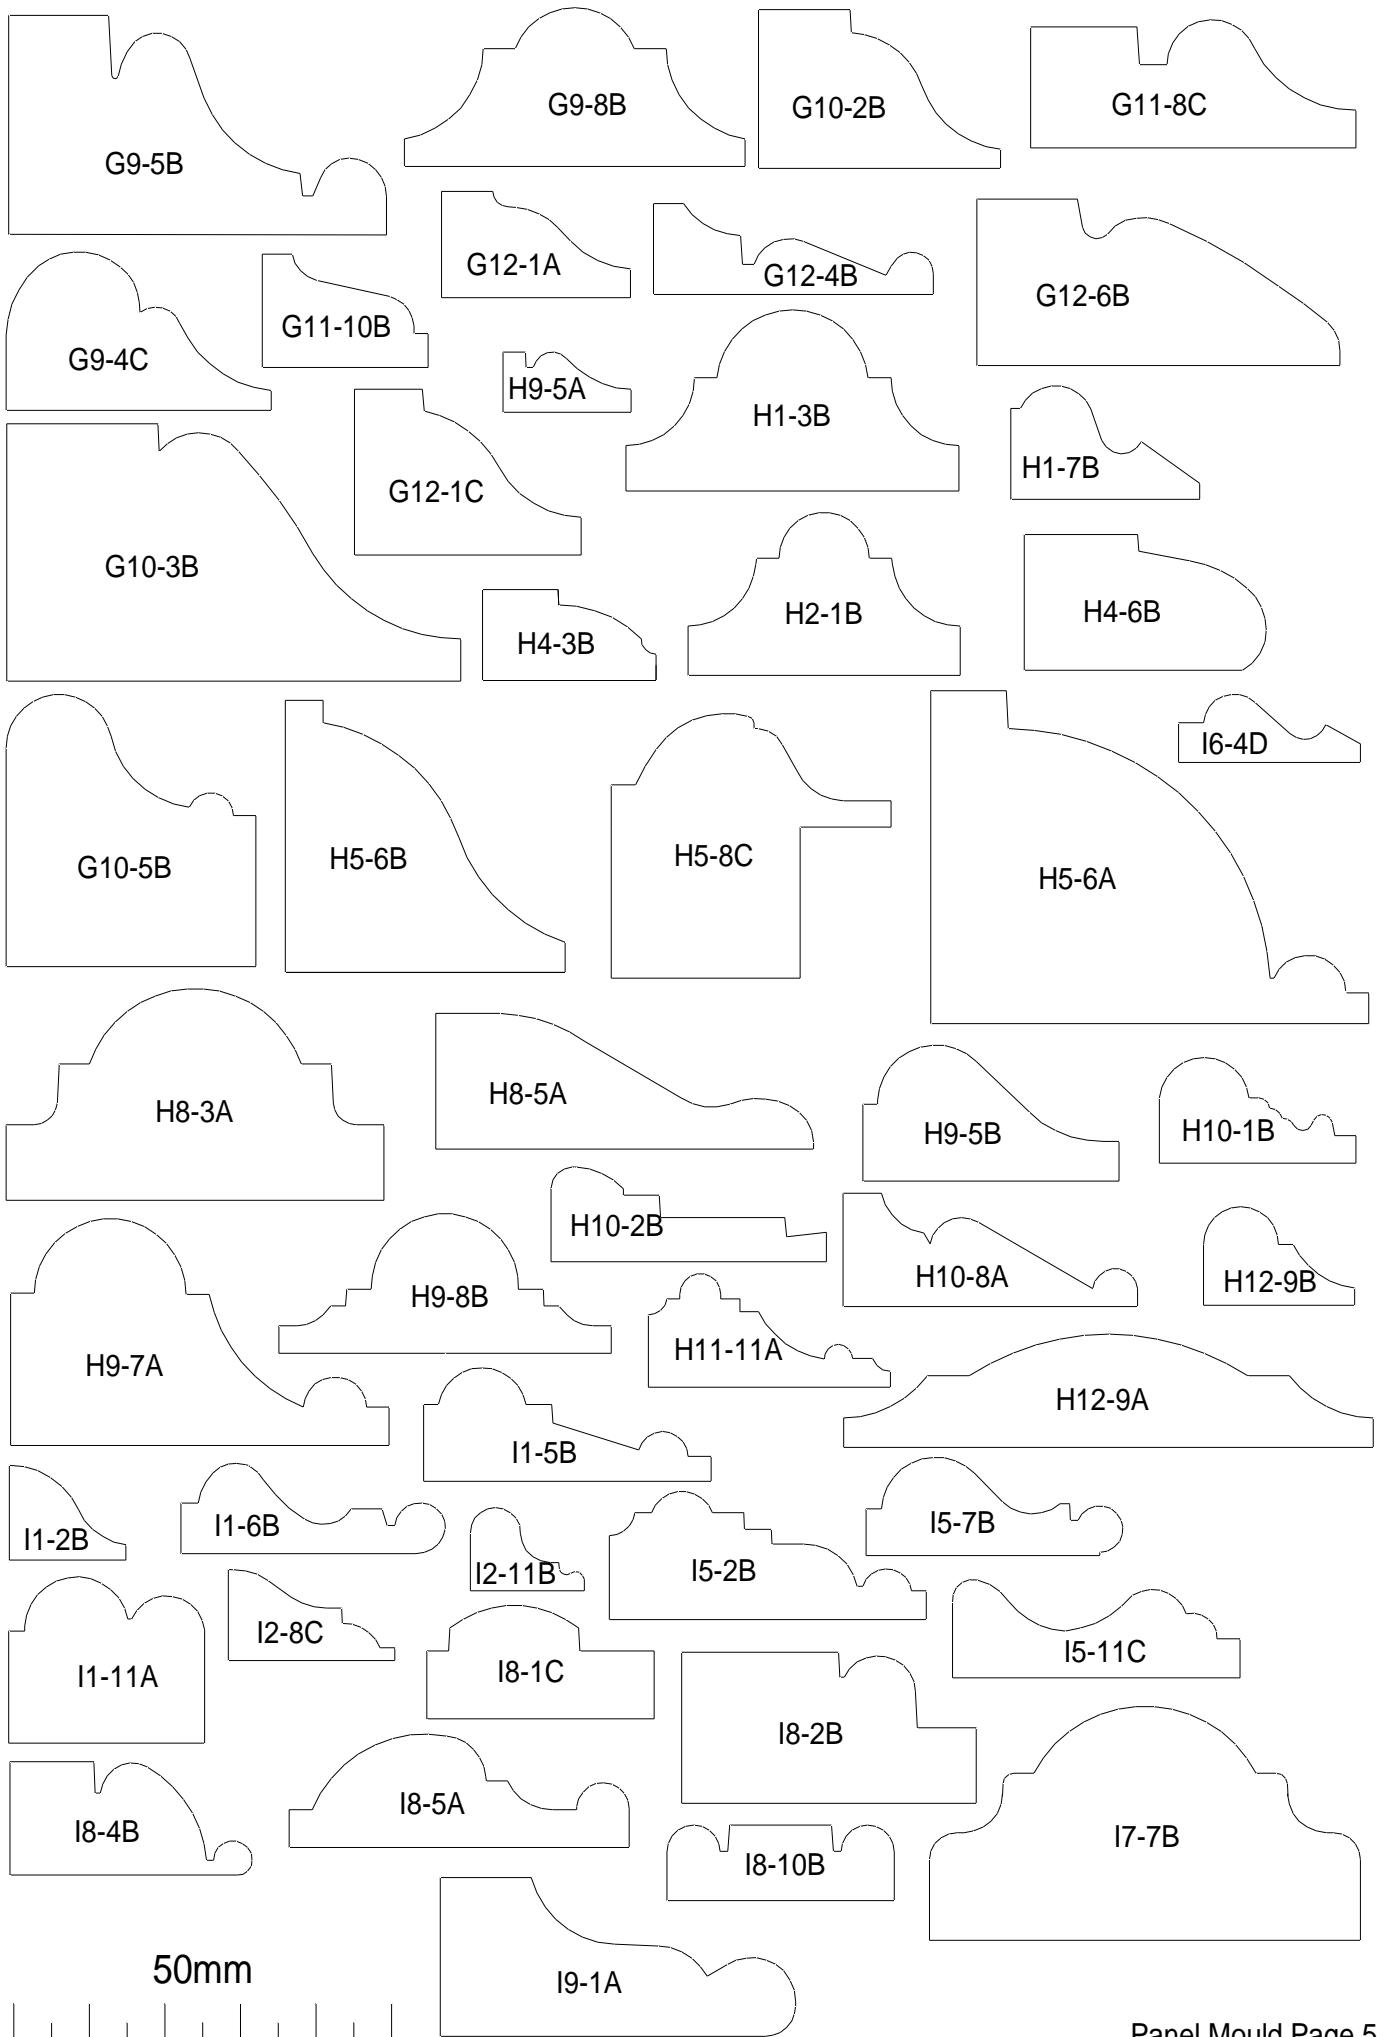 G9-5B
G9-8B
G10-2B
G11-8C
G12-1A
G12-4B
G12-6B
G9-4C
G11-10B
H9-5A
H1-3B
H1-7B
G12-1C
G10-3B
H4-3B
H2-1B
H4-6B
G10-5B
H5-6B
H5-8C
H5-6A
I6-4D
H8-3A
H8-5A
H9-5B
H10-1B
H10-2B
H10-8A
H12-9B
H9-7A
H9-8B
H11-11A
H12-9A
I1-5B
I1-2B
I1-6B
I2-11B
I5-2B
I5-7B
I1-11A
I2-8C
I8-1C
I5-11C
I8-2B
I8-4B
I8-5A
I8-10B
I7-7B
I9-1A
50mm
Panel Mould Page 5